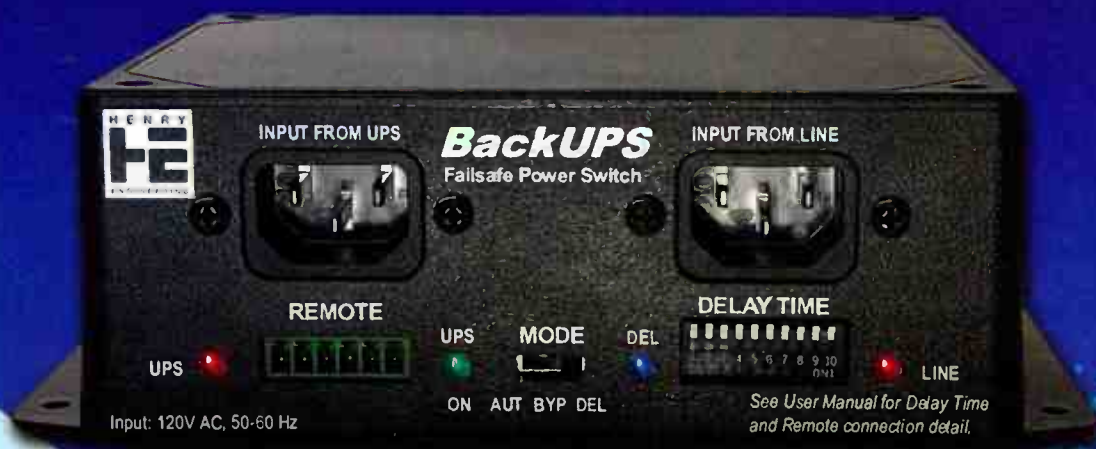 HENRY
ENGINEERING
INPUT FROM UPS
BackUPS
Failsafe Power Switch
INPUT FROM LINE
REMOTE
UPS
MODE
DEL
DELAY TIME
4 5 6 7 8 9 10
UPS
LINE
ON AUT BYP DEL
Input: 120V AC, 50-60 Hz
See User Manual for Delay Time
and Remote connection detail.